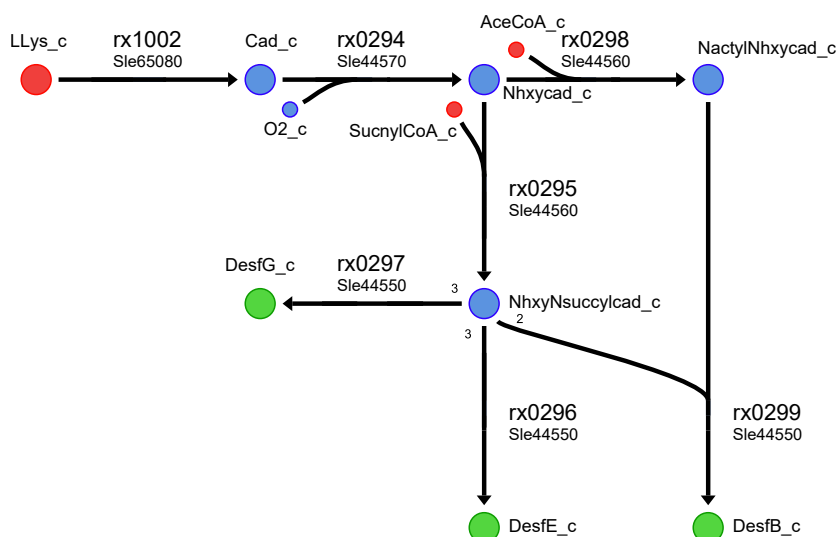 AceCoA_c
LLys_c
rx1002
Sle65080
Cad_c
rx0294
Sle44570
rx0298
Sle44560
NactylNhxycad_c
Nhxycad_c
O2_c
SucnylCoA_c
rx0295
Sle44560
DesfG_c
rx0297
Sle44550
3
NhxyNsuccylcad_c
2
3
rx0296
Sle44550
rx0299
Sle44550
DesfE_c
DesfB_c